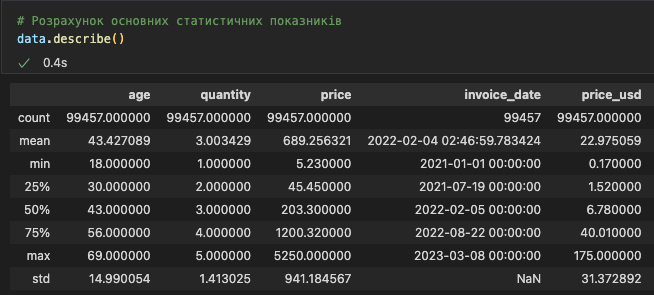 # Розрахунок основних статистичних показників
data.describe()
✓ 0.4s
age quantity price invoice_date price_usd
count 99457.000000 99457.000000 99457.000000 99457 99457.000000
mean 43.427089 3.003429 689.256321 2022-02-04 02:46:59.783424 22.975059
min 18.000000 1.000000 5.230000 2021-01-01 00:00:00 0.170000
25% 30.000000 2.000000 45.450000 2021-07-19 00:00:00 1.520000
50% 43.000000 3.000000 203.300000 2022-02-05 00:00:00 6.780000
75% 56.000000 4.000000 1200.320000 2022-08-22 00:00:00 40.010000
max 69.000000 5.000000 5250.000000 2023-03-08 00:00:00 175.000000
std 14.990054 1.413025 941.184567 NaN 31.372892